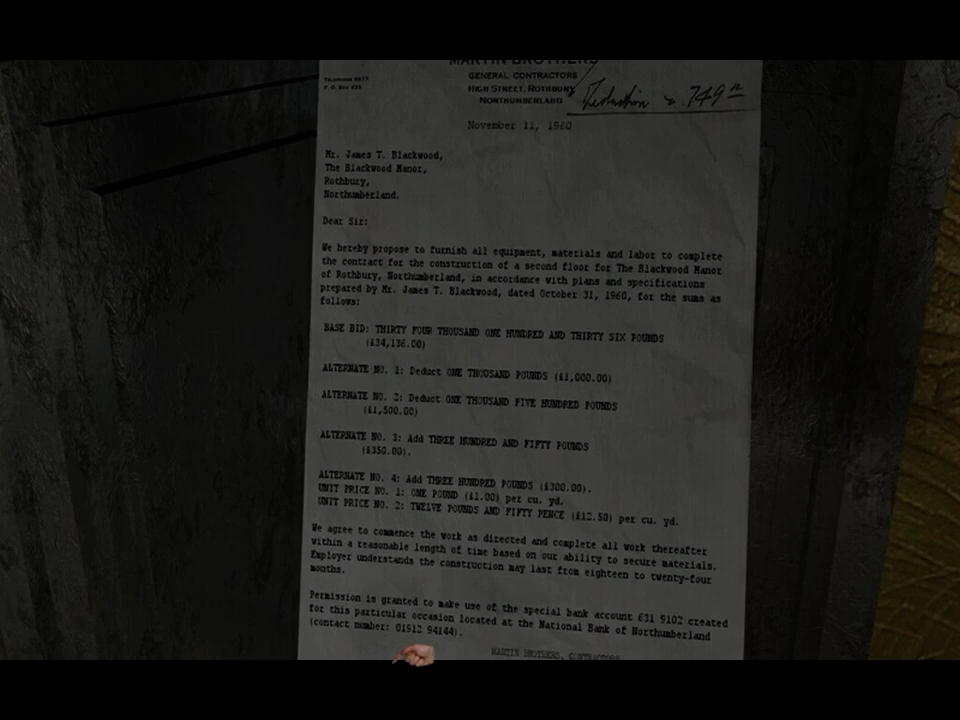 MARTIN BROTHERS
GENERAL CONTRACTORS
HIGH STREET, ROTHBURY
NORTHUMBERLAND
TELEPHONE 5877
P. O. BOX 455
Reduction 749
November 11, 1960
Mr. James T. Blackwood,
The Blackwood Manor,
Rothbury,
Northumberland.
Dear Sir:
We hereby propose to furnish all equipment, materials and labor to complete
the contract for the construction of a second floor for The Blackwood Manor
of Rothbury, Northumberland, in accordance with plans and specifications
prepared by Mr. James T. Blackwood, dated October 31, 1960, for the sums as
follows:
BASE BID: THIRTY FOUR THOUSAND ONE HUNDRED AND THIRTY SIX POUNDS
(£34,136.00)
ALTERNATE NO. 1: Deduct ONE THOUSAND POUNDS (£1,000.00)
ALTERNATE NO. 2: Deduct ONE THOUSAND FIVE HUNDRED POUNDS
(£1,500.00)
ALTERNATE NO. 3: Add THREE HUNDRED AND FIFTY POUNDS
(£350.00).
ALTERNATE NO. 4: Add THREE HUNDRED POUNDS (£300.00).
UNIT PRICE NO. 1: ONE POUND (£1.00) per cu. yd.
UNIT PRICE NO. 2: TWELVE POUNDS AND FIFTY PENCE (£12.50) per cu. yd.
We agree to commence the work as directed and complete all work thereafter
within a reasonable length of time based on our ability to secure materials.
Employer understands the construction may last from eighteen to twenty-four
months.
Permission is granted to make use of the special bank account 631 9102 created
for this particular occasion located at the National Bank of Northumberland
(contact number: 01912 94144).
MARTIN BROTHERS, CONTRACTORS